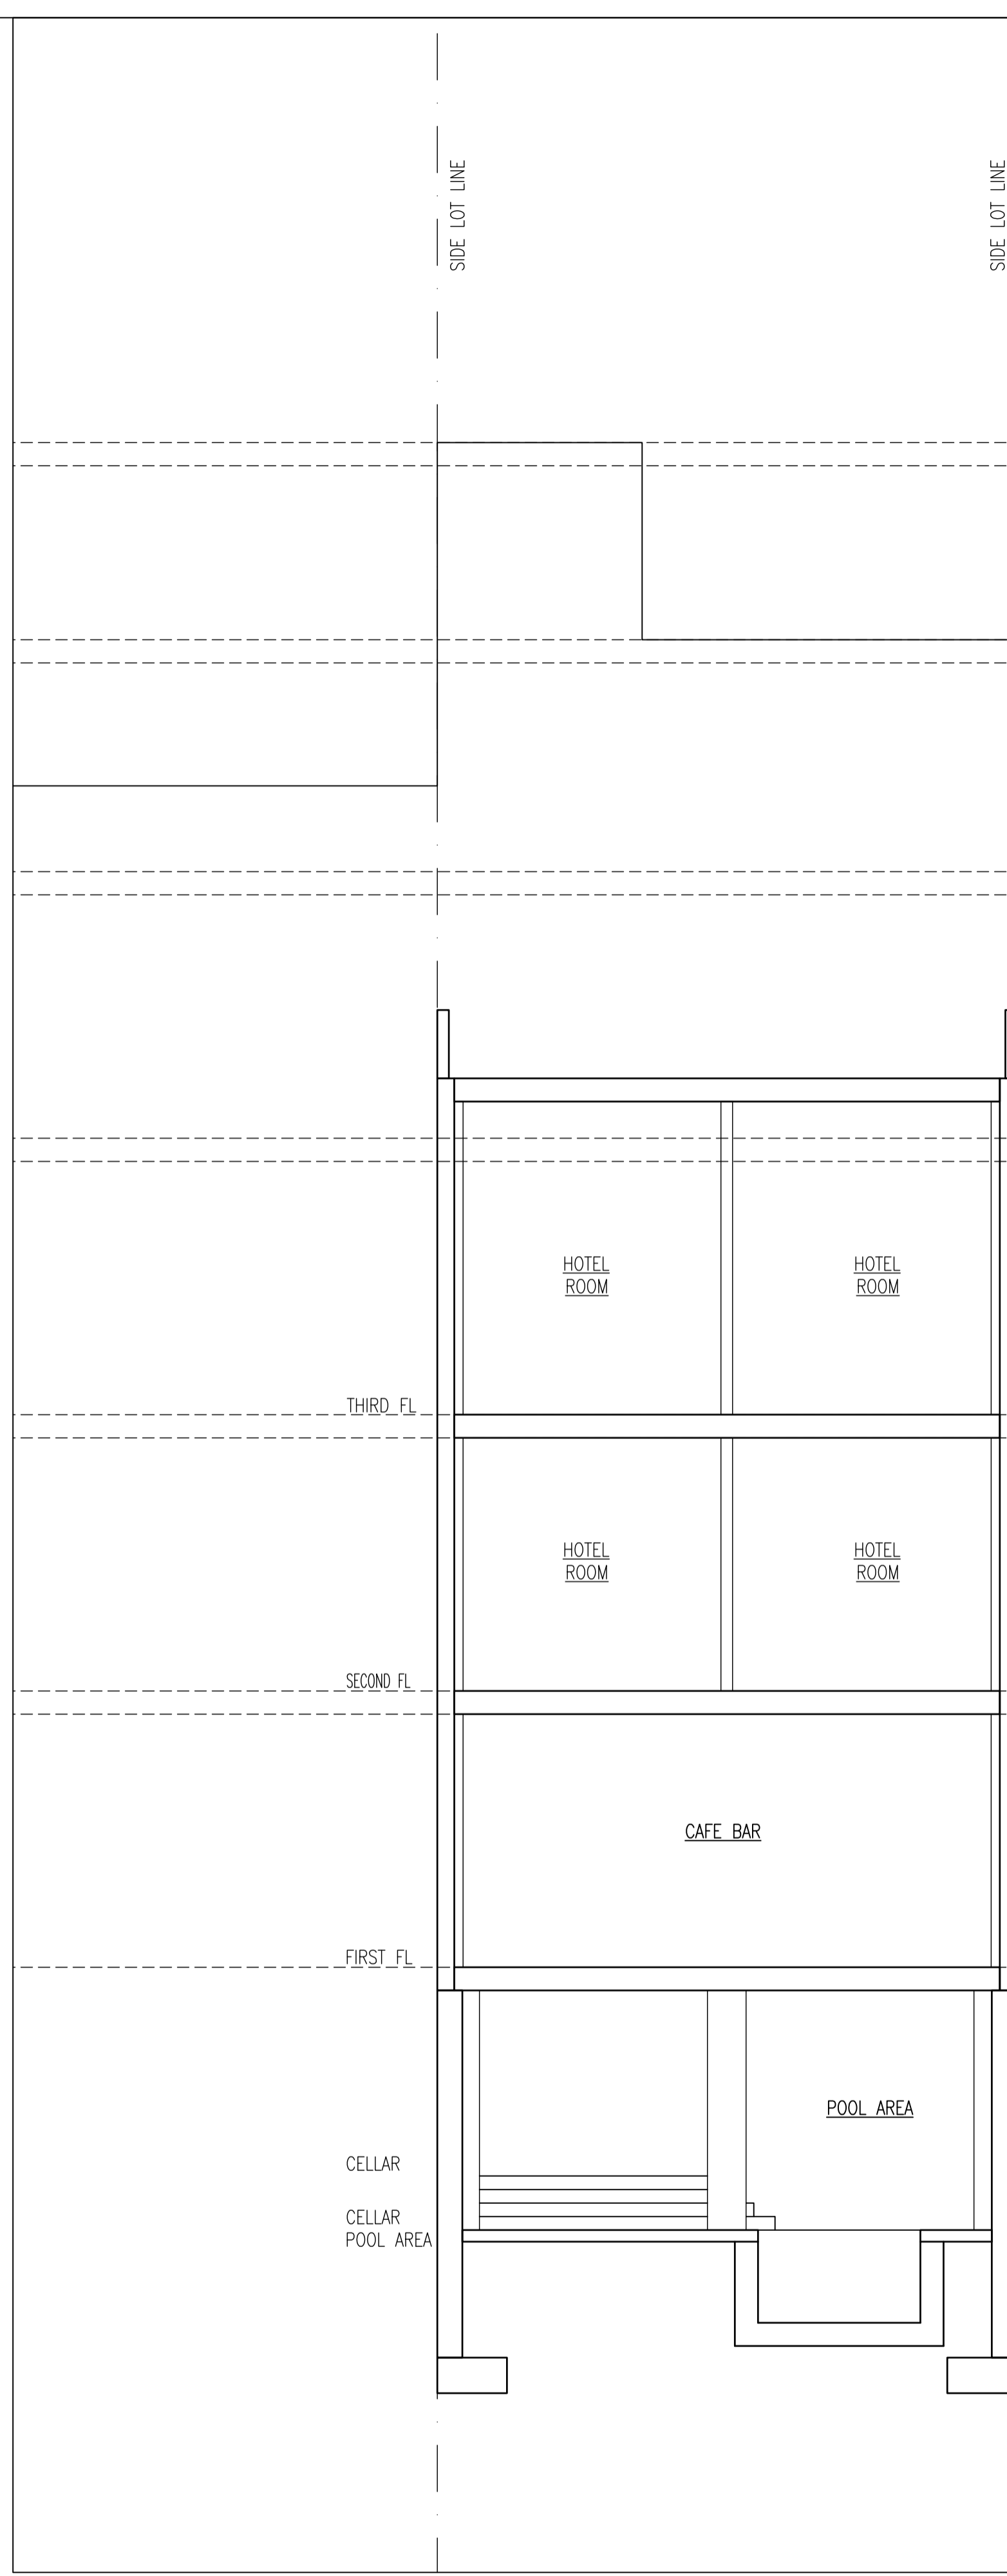 SIDE LOT LINE
SIDE LOT LINE
HOTEL
ROOM
HOTEL
ROOM
THIRD FL
HOTEL
ROOM
HOTEL
ROOM
SECOND FL
CAFE BAR
FIRST FL
POOL AREA
CELLAR
CELLAR
POOL AREA